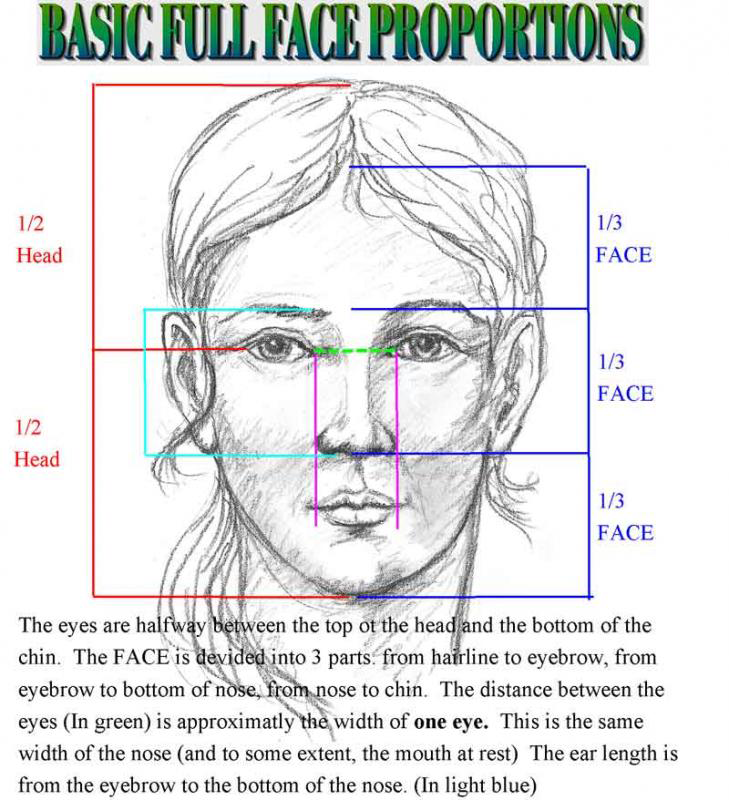 BASIC FULL FACE PROPORTIONS
1/2
Head
1/3
FACE
1/3
FACE
1/2
Head
1/3
FACE
The eyes are halfway between the top ot the head and the bottom of the
chin. The FACE is devided into 3 parts: from hairline to eyebrow, from
eyebrow to bottom of nose, from nose to chin. The distance between the
eyes (In green) is approximatly the width of one eye. This is the same
width of the nose (and to some extent, the mouth at rest) The ear length is
from the eyebrow to the bottom of the nose. (In light blue)